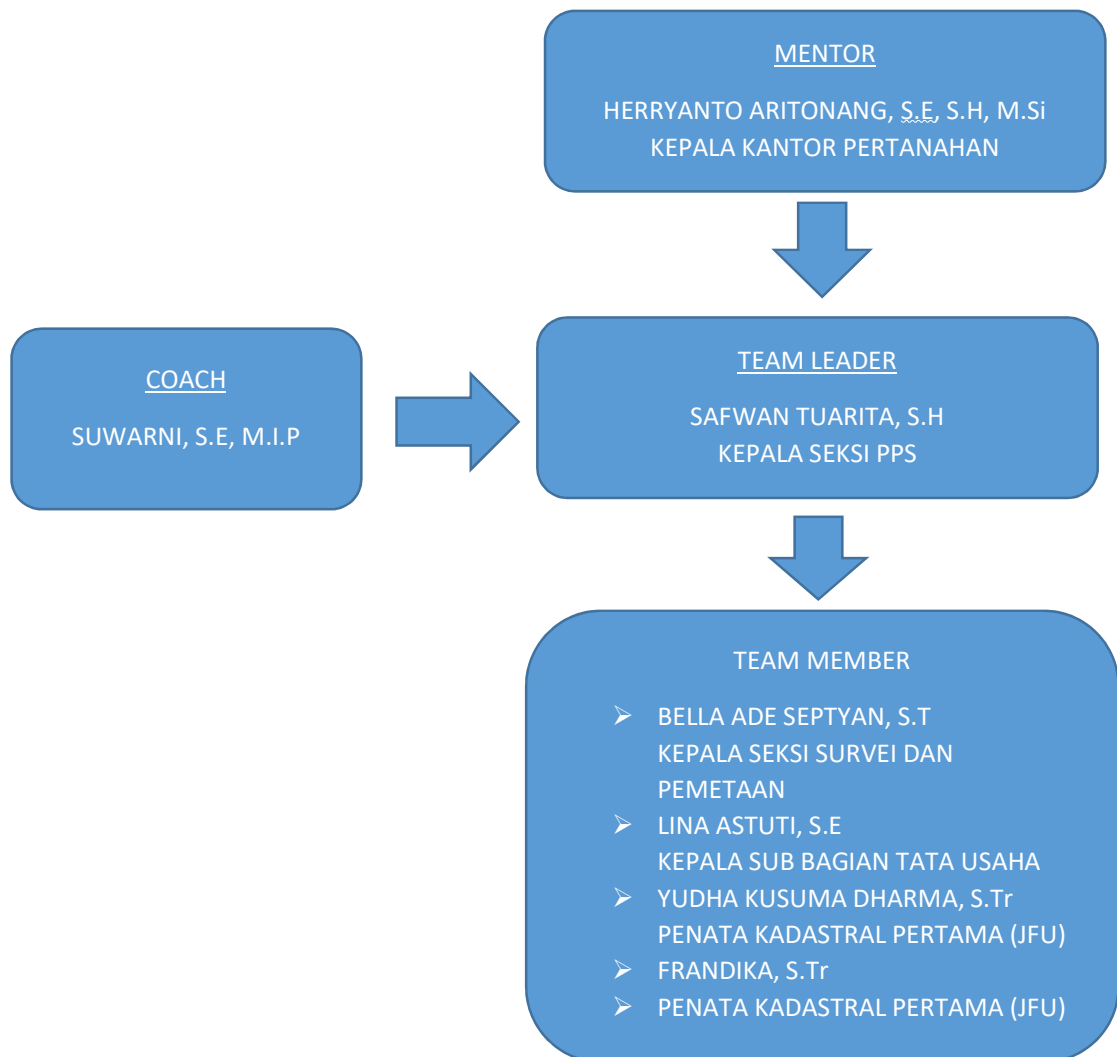 MENTOR
HERRYANTO ARITONANG, S.E, S.H, M.Si
KEPALA KANTOR PERTANAHAN
COACH
SUWARNI, S.E, M.I.P
TEAM LEADER
SAFWAN TUARITA, S.H
KEPALA SEKSI PPS
TEAM MEMBER
➢ BELLA ADE SEPTYAN, S.T
KEPALA SEKSI SURVEI DAN
PEMETAAN
➢ LINA ASTUTI, S.E
KEPALA SUB BAGIAN TATA USAHA
➢ YUDHA KUSUMA DHARMA, S.Tr
PENATA KADASTRAL PERTAMA (JFU)
➢ FRANDIKA, S.Tr
➢ PENATA KADASTRAL PERTAMA (JFU)